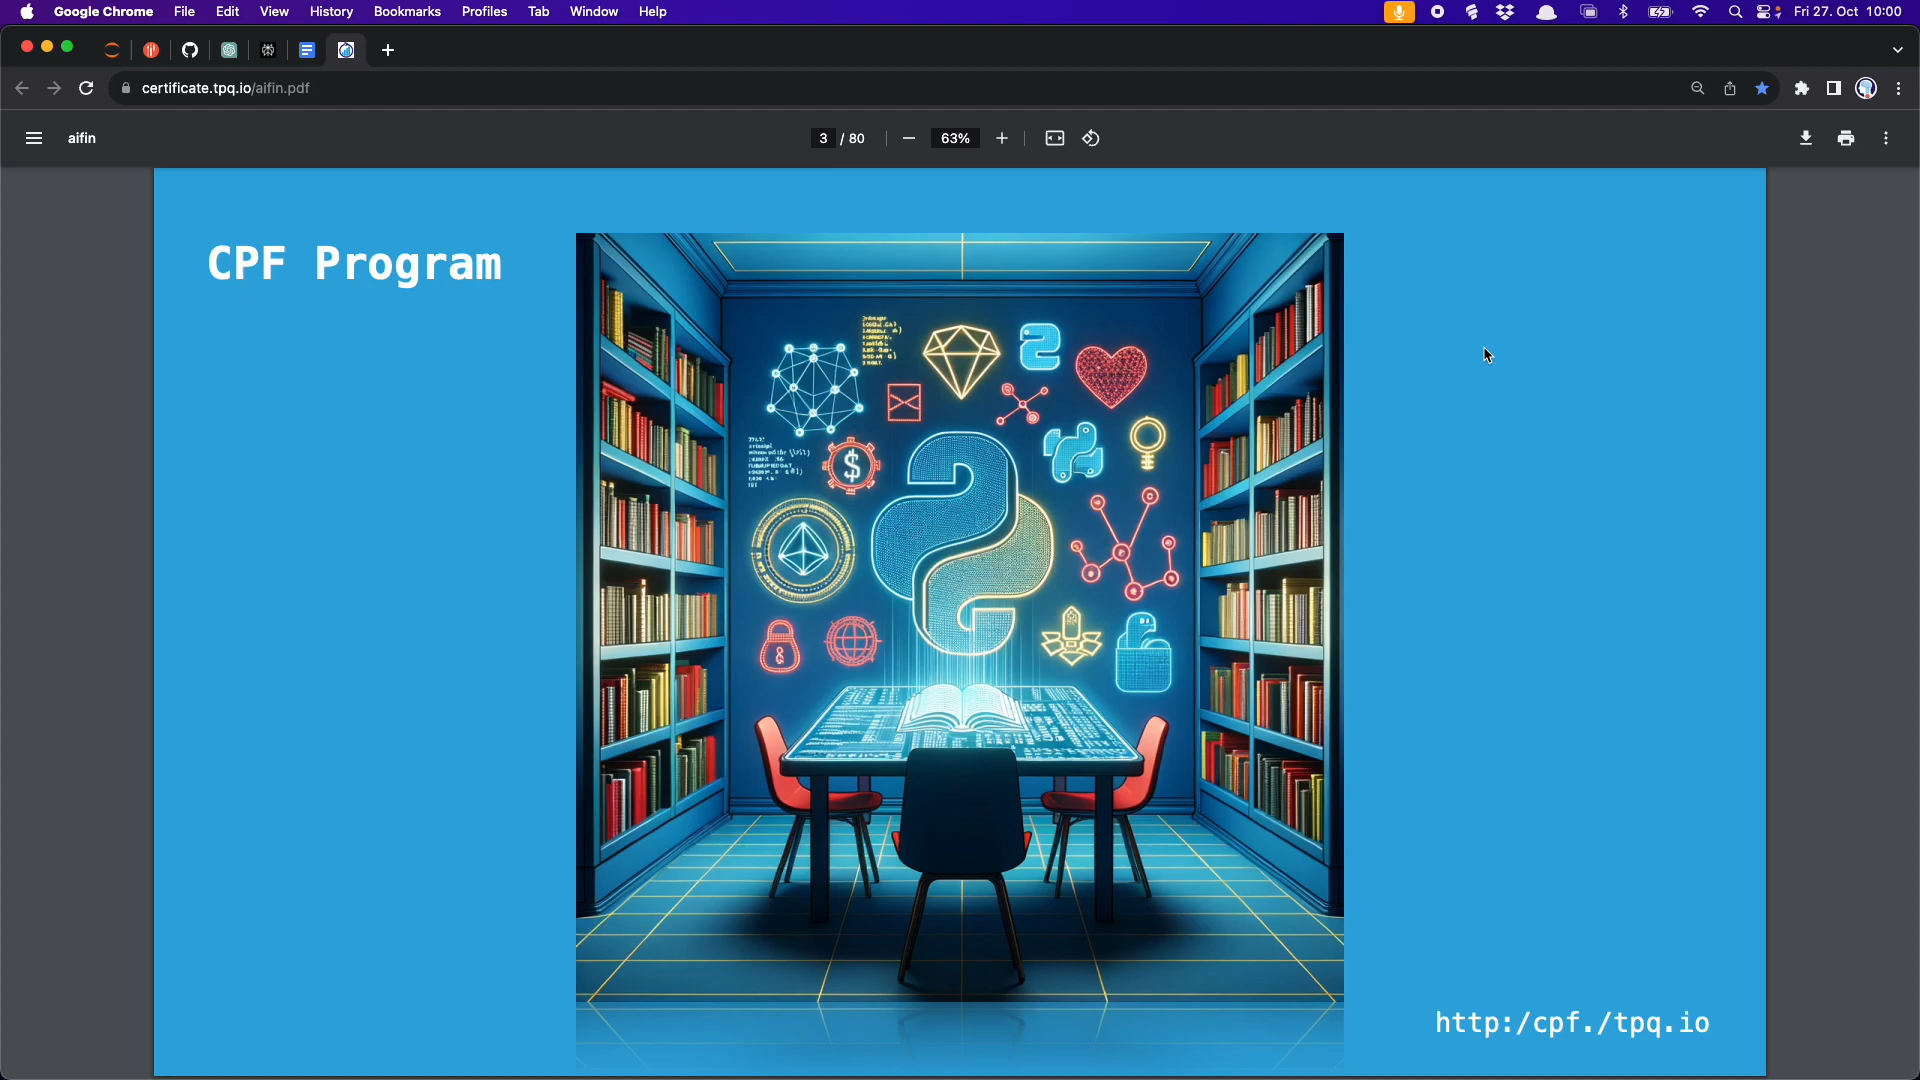 Google Chrome File Edit View History Bookmarks Profiles Tab Window Help Fri 27. Oct 10:00
certificate.tpq.io/aifin.pdf
aifin 3 / 80 63%
CPF Program
http:/cpf./tpq.io